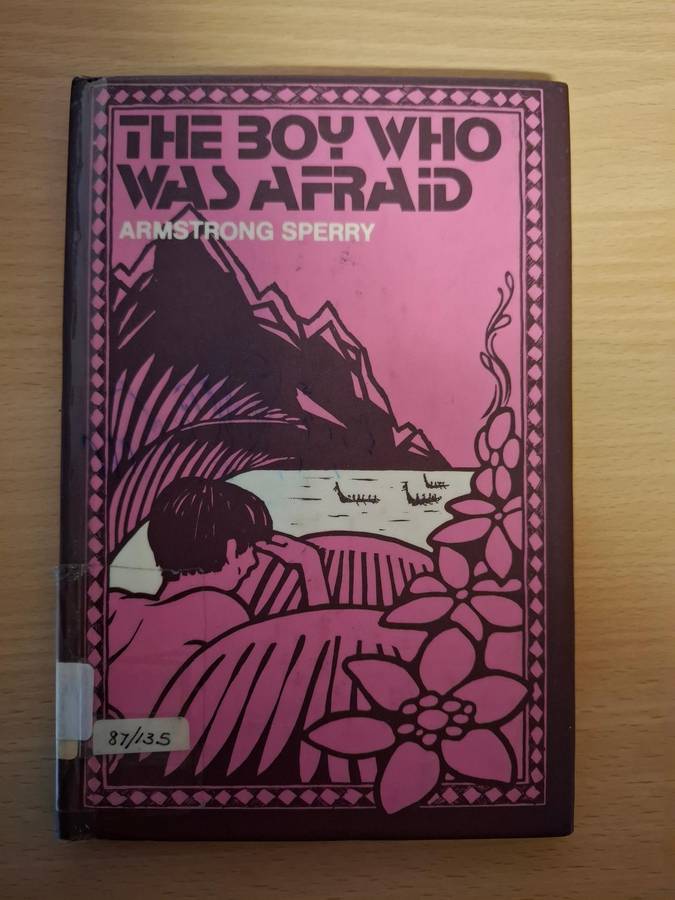 THE BOY WHO
WAS AFRAID
ARMSTRONG SPERRY
87/135